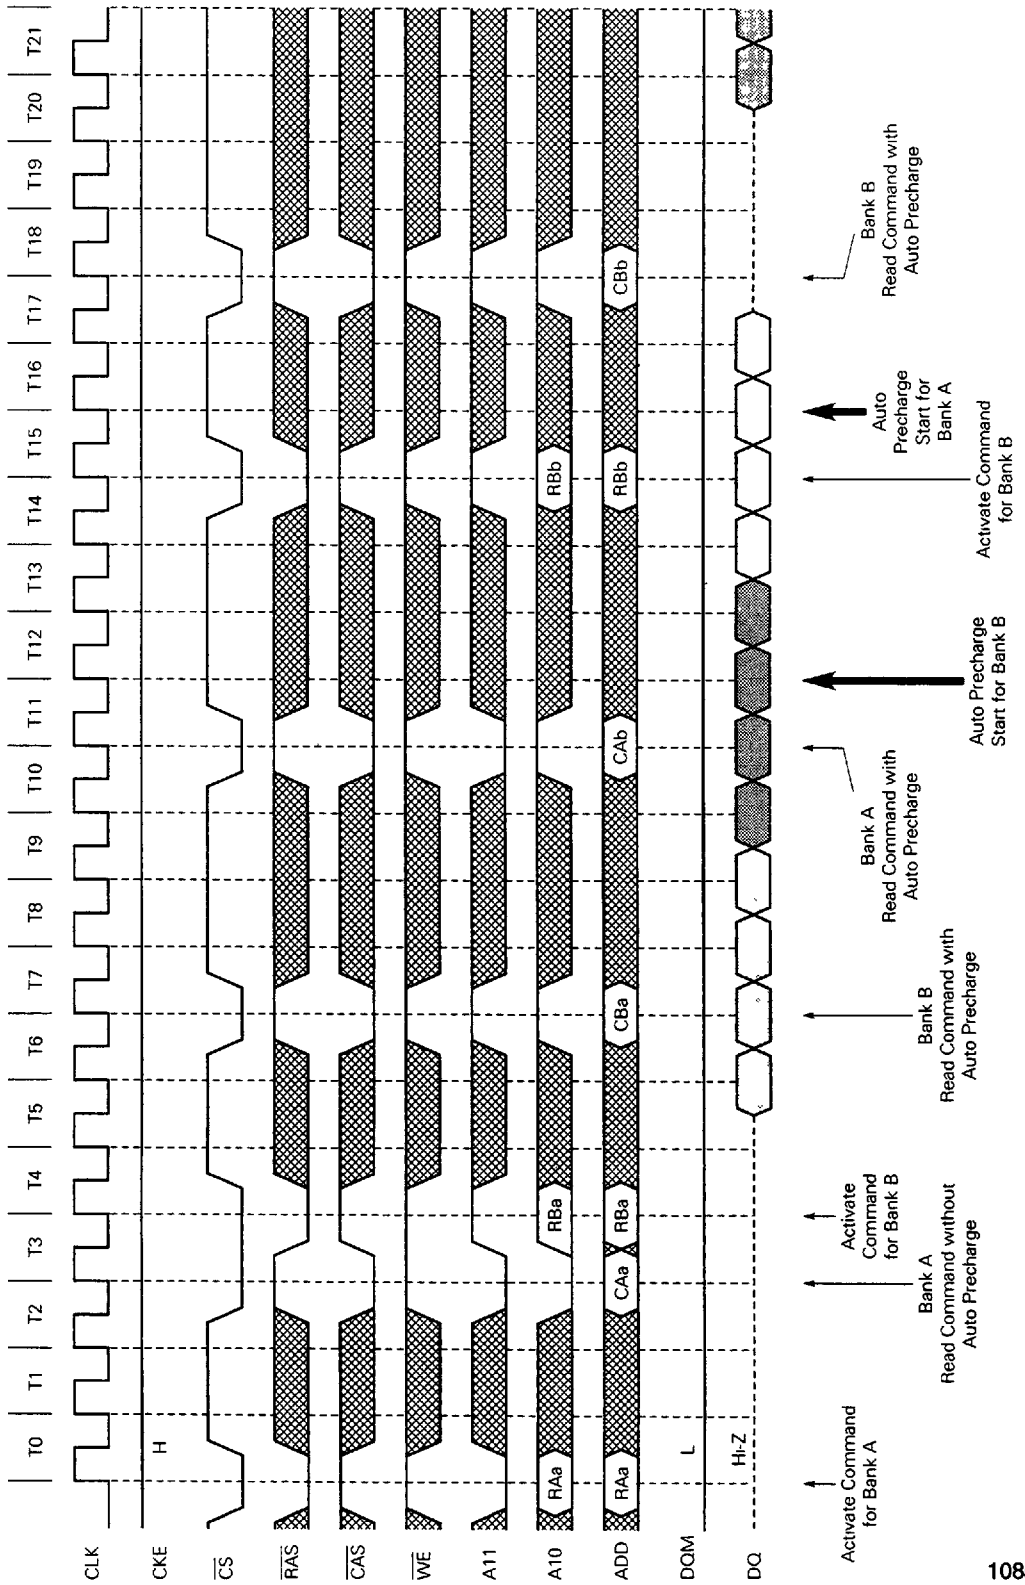 T0 T1 T2 T3 T4 T5 T6 T7 T8 T9 T10 T11 T12 T13 T14 T15 T16 T17 T18 T19 T20 T21
CLK
CKE H
CS
RAS
CAS
WE
A11
A10 RAa RBa RBb
ADD RAa CAa RBa CBa CAb RBb CBb
DQM L
DQ Hi-Z
Activate Command
for Bank A
Bank A
Read Command without
Auto Precharge
Activate
Command
for Bank B
Bank B
Read Command with
Auto Precharge
Bank A
Read Command with
Auto Precharge
Auto Precharge
Start for Bank B
Activate Command
for Bank B
Auto
Precharge
Start for
Bank A
Bank B
Read Command with
Auto Precharge
108